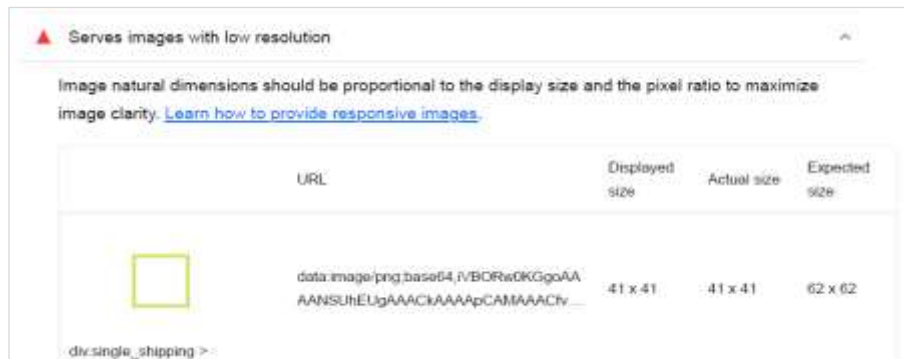 Serves images with low resolution
Image natural dimensions should be proportional to the display size and the pixel ratio to maximize
image clarity. Learn how to provide responsive images.
URL
Displayed size
Actual size
Expected size
data:image/png;base64,iVBORw0KGgoAA
AANSUhEUgAAACkAAAApCAMAAACfv...
41 x 41
41 x 41
62 x 62
div.single_shipping >